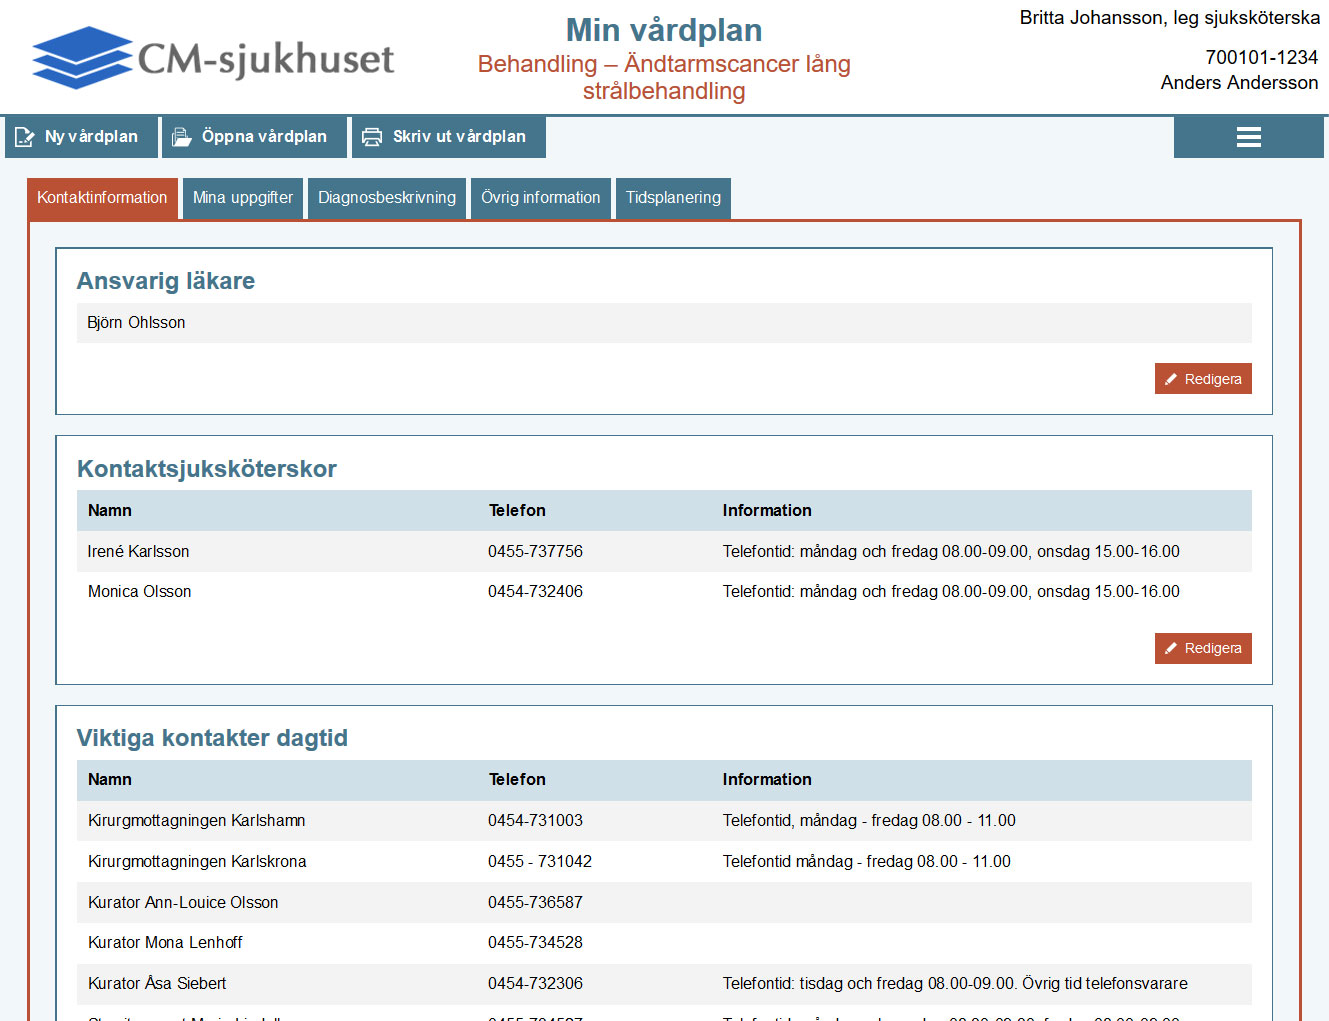 CM-sjukhuset
Min vårdplan
Behandling – Ändtarmscancer lång
strålbehandling
Britta Johansson, leg sjuksköterska
700101-1234
Anders Andersson
Ny vårdplan
Öppna vårdplan
Skriv ut vårdplan
Kontaktinformation
Mina uppgifter
Diagnosbeskrivning
Övrig information
Tidsplanering
Ansvarig läkare
Björn Ohlsson
Redigera
Kontaktsjuksköterskor
Namn Telefon Information
Irené Karlsson 0455-737756 Telefontid: måndag och fredag 08.00-09.00, onsdag 15.00-16.00
Monica Olsson 0454-732406 Telefontid: måndag och fredag 08.00-09.00, onsdag 15.00-16.00
Redigera
Viktiga kontakter dagtid
Namn Telefon Information
Kirurgmottagningen Karlshamn 0454-731003 Telefontid, måndag - fredag 08.00 - 11.00
Kirurgmottagningen Karlskrona 0455 - 731042 Telefontid måndag - fredag 08.00 - 11.00
Kurator Ann-Louice Olsson 0455-736587
Kurator Mona Lenhoff 0455-734528
Kurator Åsa Siebert 0454-732306 Telefontid: tisdag och fredag 08.00-09.00. Övrig tid telefonsvarare